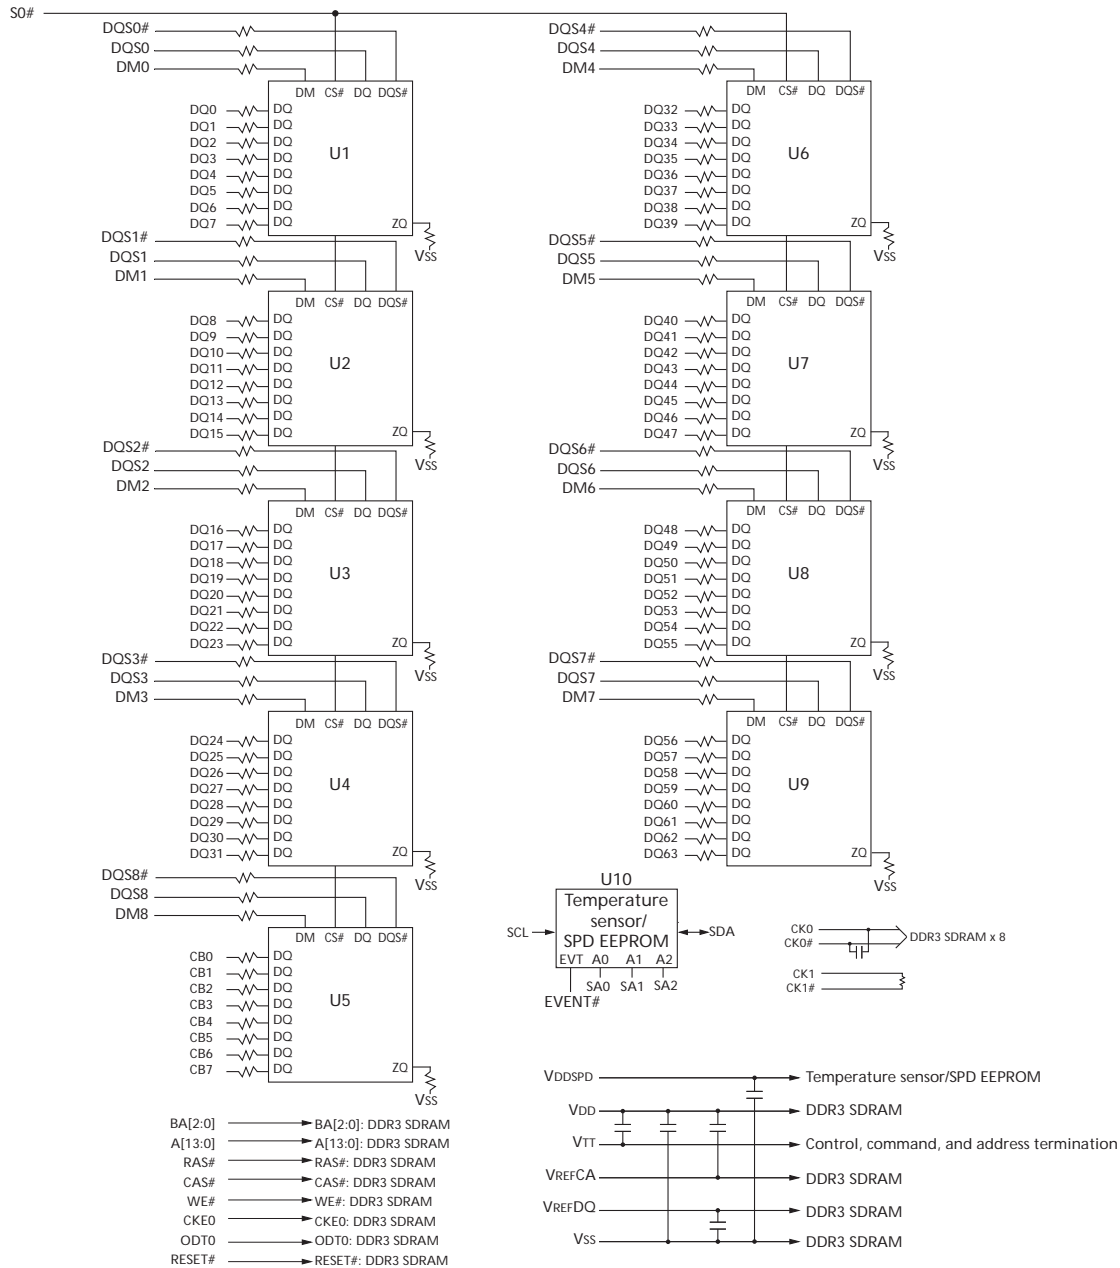 S0#
DQS0#
DQS0
DM0
DM CS# DQ DQS#
DQ0 DQ
DQ1 DQ
DQ2 DQ
DQ3 DQ
DQ4 DQ
DQ5 DQ
DQ6 DQ
DQ7 DQ
U1
ZQ
VSS
DQS1#
DQS1
DM1
DM CS# DQ DQS#
DQ8 DQ
DQ9 DQ
DQ10 DQ
DQ11 DQ
DQ12 DQ
DQ13 DQ
DQ14 DQ
DQ15 DQ
U2
ZQ
VSS
DQS2#
DQS2
DM2
DM CS# DQ DQS#
DQ16 DQ
DQ17 DQ
DQ18 DQ
DQ19 DQ
DQ20 DQ
DQ21 DQ
DQ22 DQ
DQ23 DQ
U3
ZQ
VSS
DQS3#
DQS3
DM3
DM CS# DQ DQS#
DQ24 DQ
DQ25 DQ
DQ26 DQ
DQ27 DQ
DQ28 DQ
DQ29 DQ
DQ30 DQ
DQ31 DQ
U4
ZQ
VSS
DQS8#
DQS8
DM8
DM CS# DQ DQS#
CB0 DQ
CB1 DQ
CB2 DQ
CB3 DQ
CB4 DQ
CB5 DQ
CB6 DQ
CB7 DQ
U5
ZQ
VSS
BA[2:0] BA[2:0]: DDR3 SDRAM
A[13:0] A[13:0]: DDR3 SDRAM
RAS# RAS#: DDR3 SDRAM
CAS# CAS#: DDR3 SDRAM
WE# WE#: DDR3 SDRAM
CKE0 CKE0: DDR3 SDRAM
ODT0 ODT0: DDR3 SDRAM
RESET# RESET#: DDR3 SDRAM
DQS4#
DQS4
DM4
DM CS# DQ DQS#
DQ32 DQ
DQ33 DQ
DQ34 DQ
DQ35 DQ
DQ36 DQ
DQ37 DQ
DQ38 DQ
DQ39 DQ
U6
ZQ
VSS
DQS5#
DQS5
DM5
DM CS# DQ DQS#
DQ40 DQ
DQ41 DQ
DQ42 DQ
DQ43 DQ
DQ44 DQ
DQ45 DQ
DQ46 DQ
DQ47 DQ
U7
ZQ
VSS
DQS6#
DQS6
DM6
DM CS# DQ DQS#
DQ48 DQ
DQ49 DQ
DQ50 DQ
DQ51 DQ
DQ52 DQ
DQ53 DQ
DQ54 DQ
DQ55 DQ
U8
ZQ
VSS
DQS7#
DQS7
DM7
DM CS# DQ DQS#
DQ56 DQ
DQ57 DQ
DQ58 DQ
DQ59 DQ
DQ60 DQ
DQ61 DQ
DQ62 DQ
DQ63 DQ
U9
ZQ
VSS
U10
Temperature
sensor/
SPD EEPROM
SCL
SDA
EVT A0 A1 A2
SA0 SA1 SA2
EVENT#
CK0
CK0#
DDR3 SDRAM x 8
CK1
CK1#
VDDSPD Temperature sensor/SPD EEPROM
VDD DDR3 SDRAM
VTT Control, command, and address termination
VREFCA DDR3 SDRAM
VREFDQ DDR3 SDRAM
VSS DDR3 SDRAM